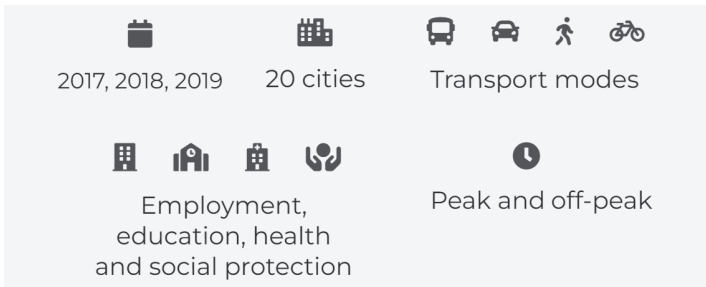 2017, 2018, 2019
20 cities
Transport modes
Employment,
education, health
and social protection
Peak and off-peak